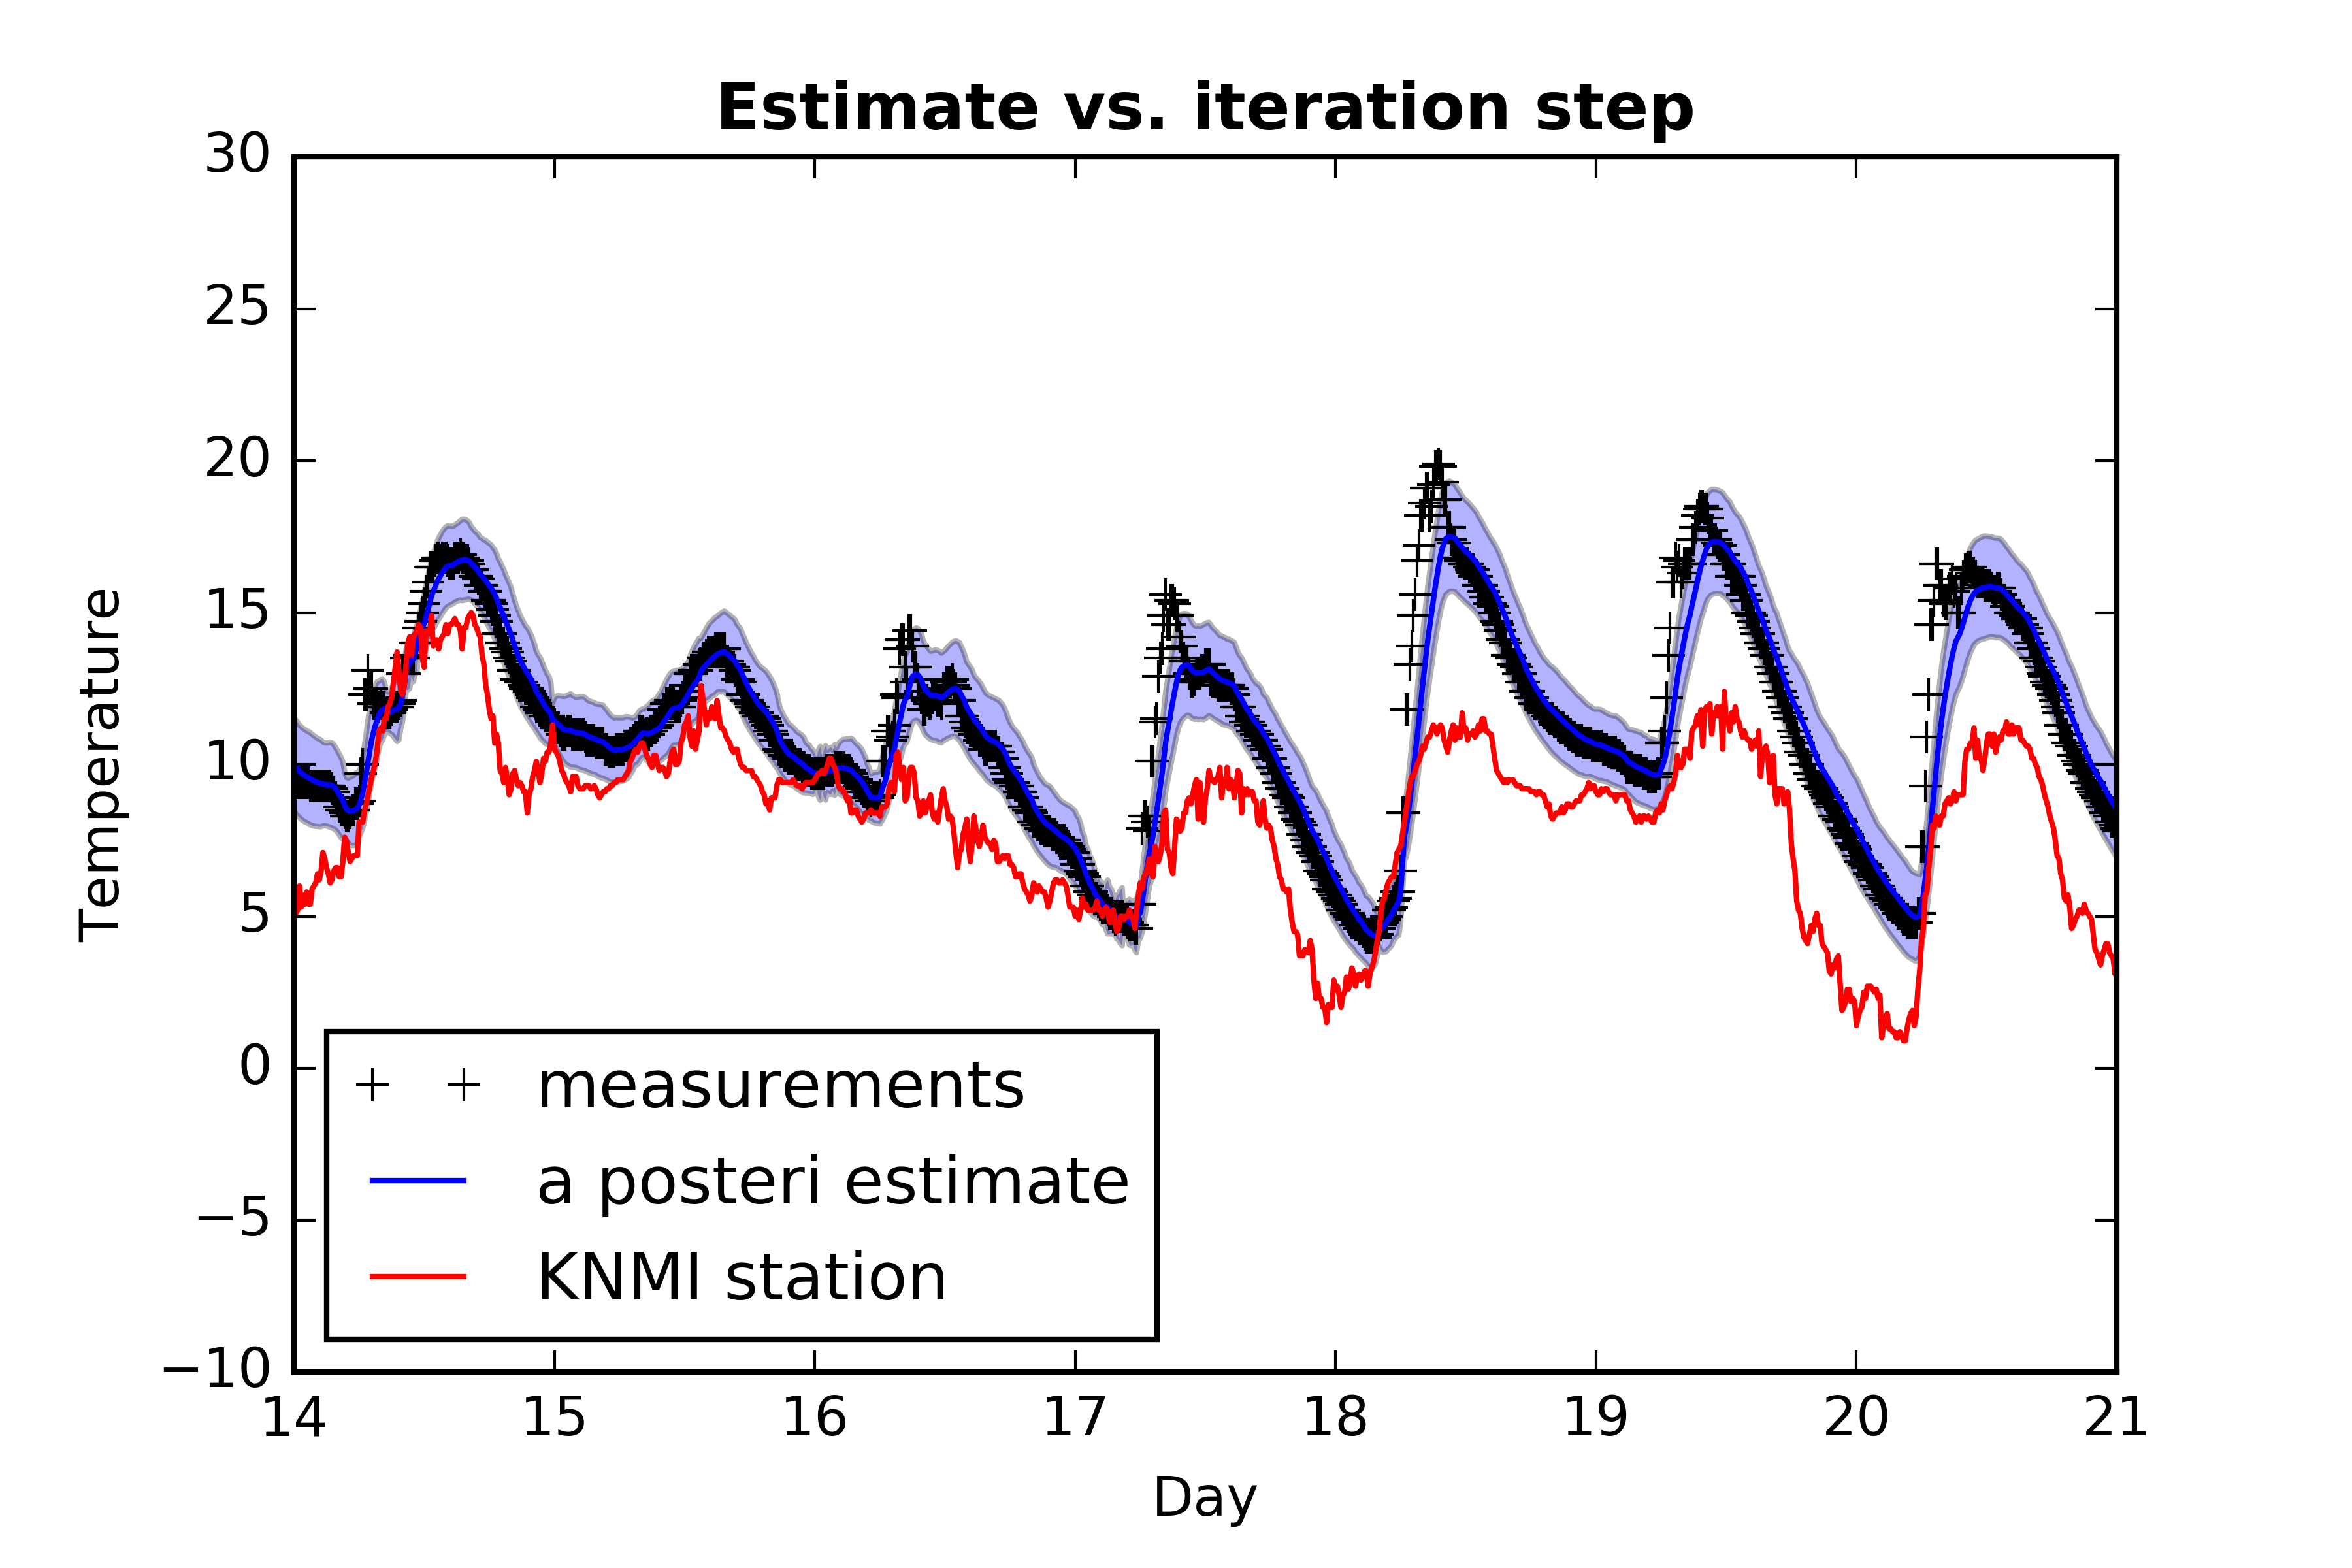 Estimate vs. iteration step
30
25
20
15
10
5
0
−5
−10
Temperature
measurements
a posteri estimate
KNMI station
14 15 16 17 18 19 20 21
Day